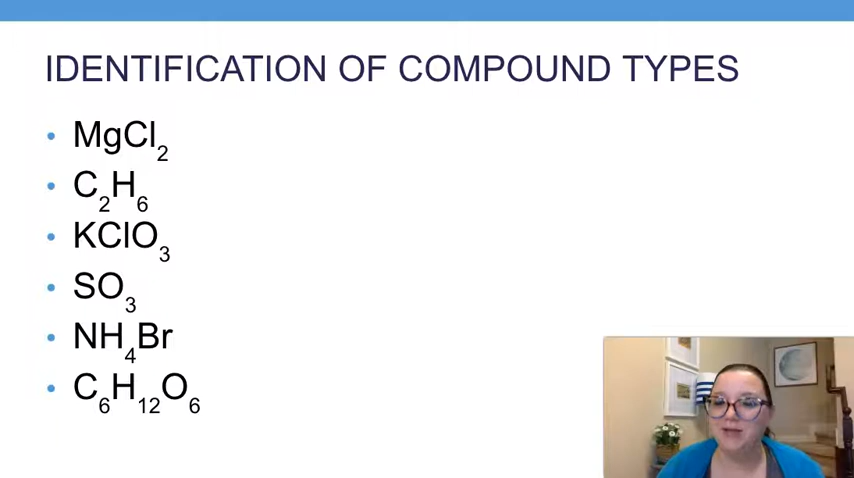 IDENTIFICATION OF COMPOUND TYPES
• MgCl₂
• C₂H₆
• KClO₃
• SO₃
• NH₄Br
• C₆H₁₂O₆